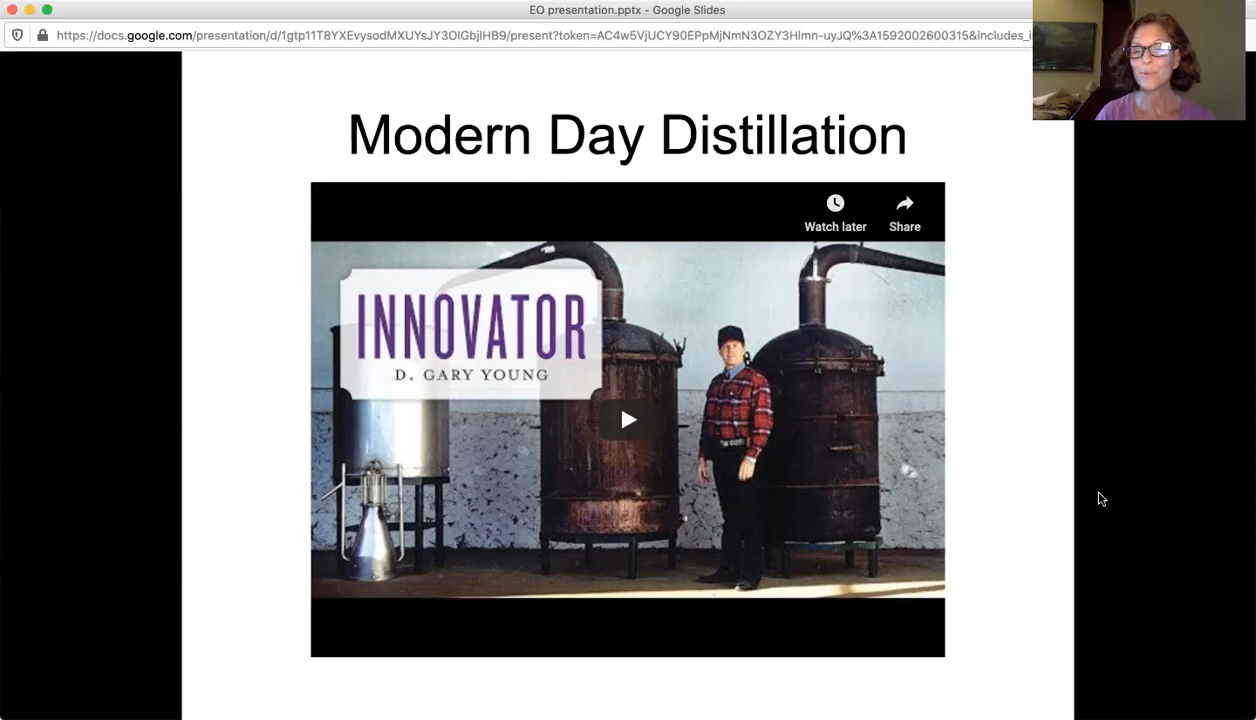 EO presentation.pptx - Google Slides
https://docs.google.com/presentation/d/1gtp11T8YXEvysodMXUYsJY3OlGbjlHB9/present?token=AC4w5VjUCY90EPpMjNmN3OZY3Hlmn-uyJQ%3A1592002600315&includes_i
Modern Day Distillation
Watch later
Share
INNOVATOR
D. GARY YOUNG